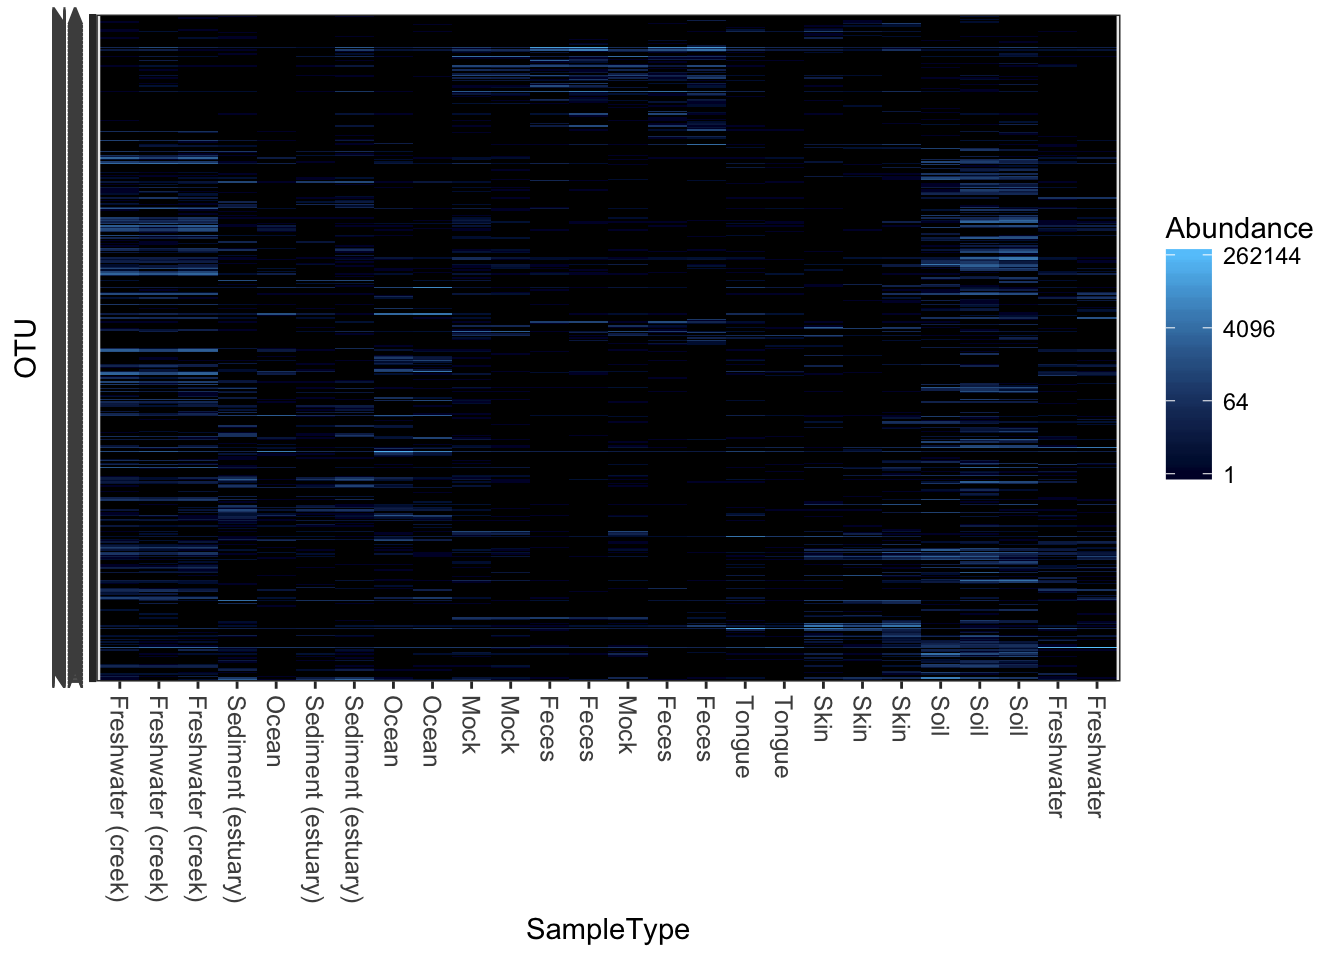 OTU
Abundance
262144
4096
64
1
Freshwater (creek)
Freshwater (creek)
Freshwater (creek)
Sediment (estuary)
Ocean
Sediment (estuary)
Sediment (estuary)
Ocean
Ocean
Mock
Mock
Feces
Feces
Mock
Feces
Feces
Tongue
Tongue
Skin
Skin
Skin
Soil
Soil
Soil
Freshwater
Freshwater
SampleType